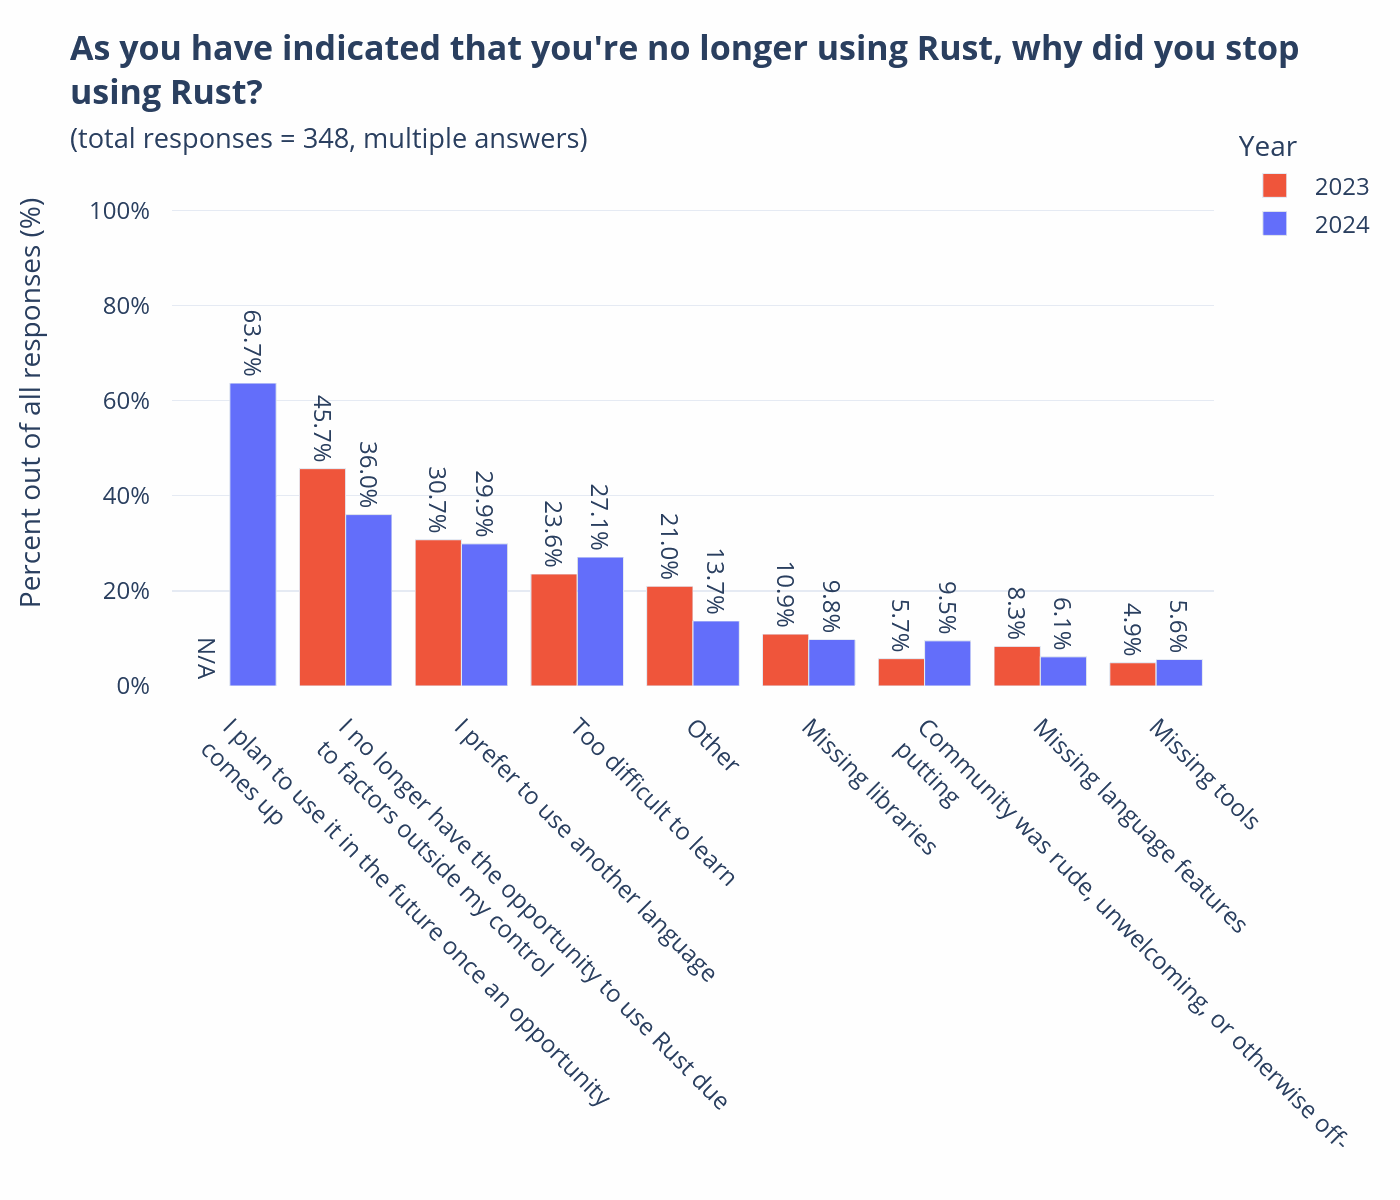 As you have indicated that you're no longer using Rust, why did you stop
using Rust?
(total responses = 348, multiple answers)
Year
2023
2024
Percent out of all responses (%)
100%
80%
60%
40%
20%
0%
N/A
63.7%
45.7%
36.0%
30.7%
29.9%
23.6%
27.1%
21.0%
13.7%
10.9%
9.8%
5.7%
9.5%
8.3%
6.1%
4.9%
5.6%
I plan to use it in the future once an opportunity
comes up
I no longer have the opportunity to use Rust due
to factors outside my control
I prefer to use another language
Too difficult to learn
Other
Missing libraries
Community was rude, unwelcoming, or otherwise off-
putting
Missing language features
Missing tools